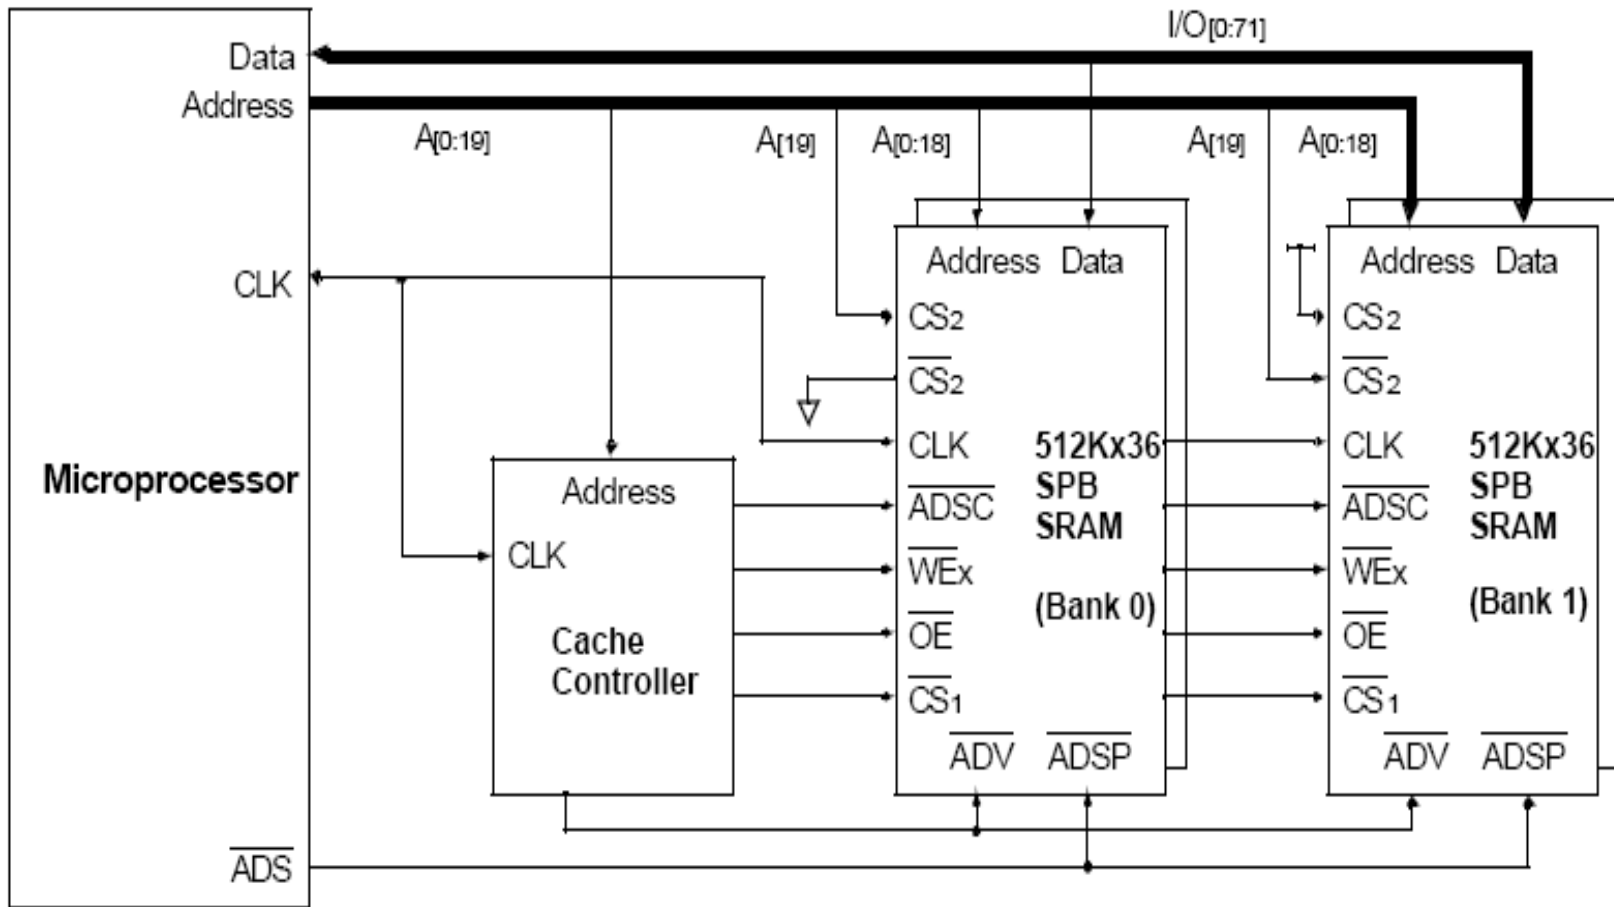 I/O[0:71]
Data
Address
A[0:19]
A[19]
A[0:18]
A[19]
A[0:18]
CLK
Microprocessor
ADS
Address
CLK
Cache
Controller
Address Data
CS2
CS2
CLK
ADSC
WEx
OE
CS1
ADV ADSP
512Kx36
SPB
SRAM
(Bank 0)
Address Data
CS2
CS2
CLK
ADSC
WEx
OE
CS1
ADV ADSP
512Kx36
SPB
SRAM
(Bank 1)